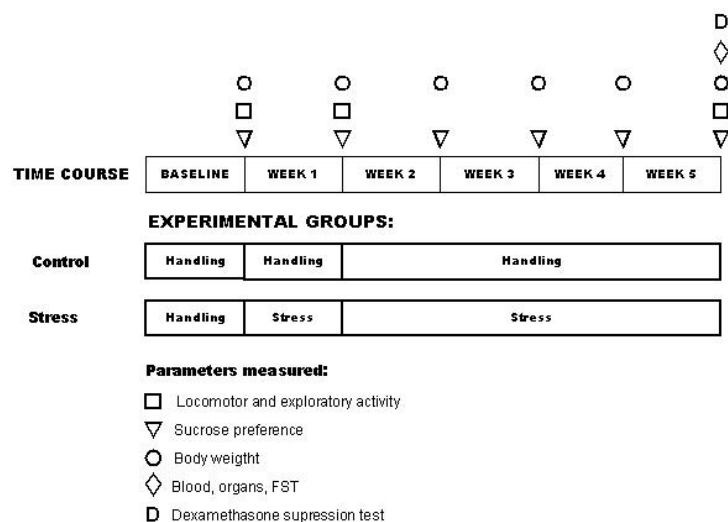 D
TIME COURSE BASELINE WEEK 1 WEEK 2 WEEK 3 WEEK 4 WEEK 5
EXPERIMENTAL GROUPS:
Control Handling Handling Handling
Stress Handling Stress Stress
Parameters measured:
Locomotor and exploratory activity
Sucrose preference
Body weigtht
Blood, organs, FST
D Dexamethasone supression test